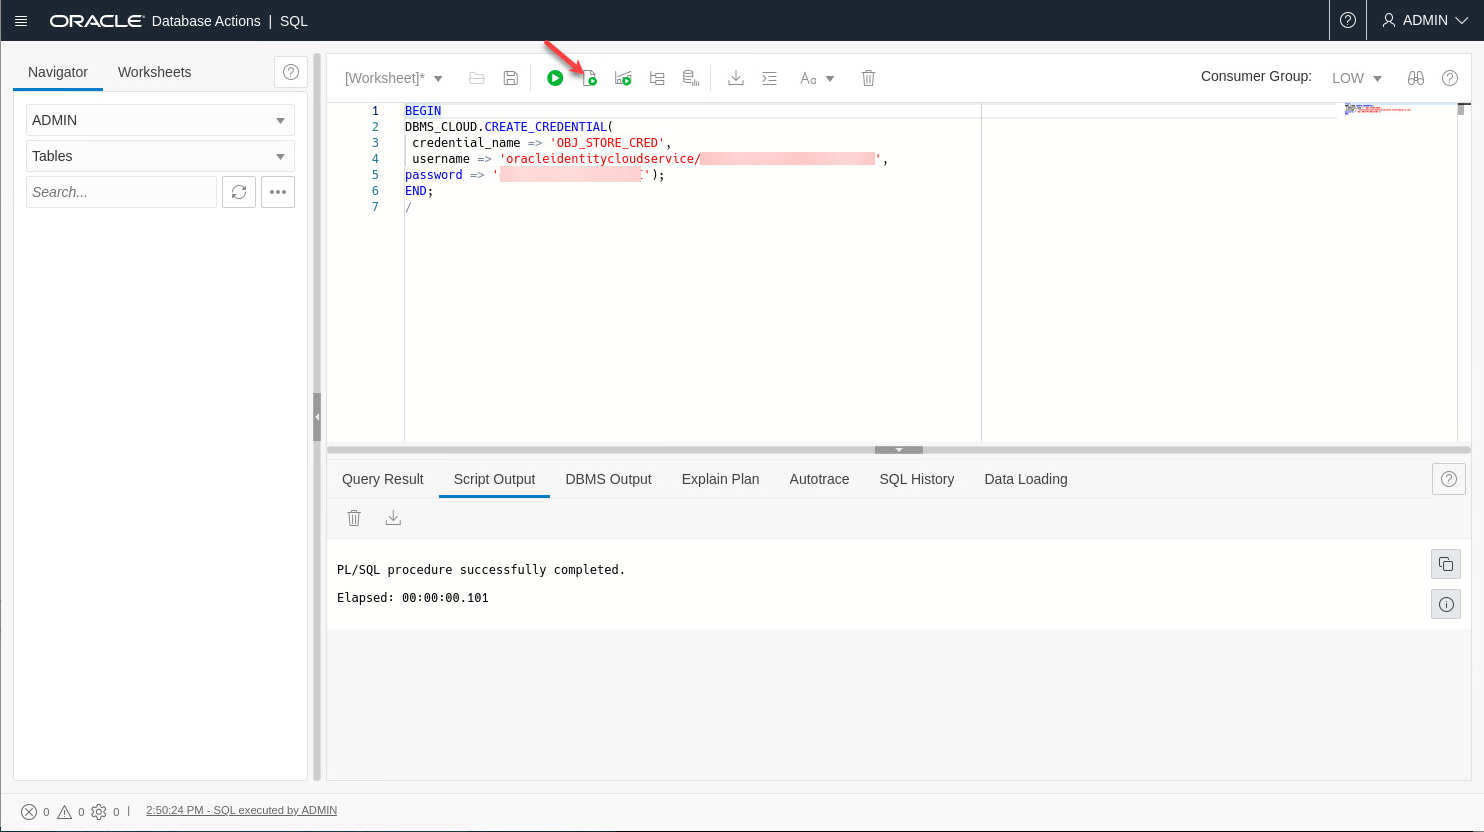 ORACLE Database Actions | SQL
ADMIN
Navigator Worksheets
ADMIN
Tables
Search...
[Worksheet]*
Aa
Consumer Group: LOW
1 BEGIN
2 DBMS_CLOUD.CREATE_CREDENTIAL(
3 credential_name => 'OBJ_STORE_CRED',
4 username => 'oracleidentitycloudservice/ ',
5 password => ' ');
6 END;
7 /
Query Result Script Output DBMS Output Explain Plan Autotrace SQL History Data Loading
PL/SQL procedure successfully completed.
Elapsed: 00:00:00.101
0 0 0 | 2:50:24 PM - SQL executed by ADMIN